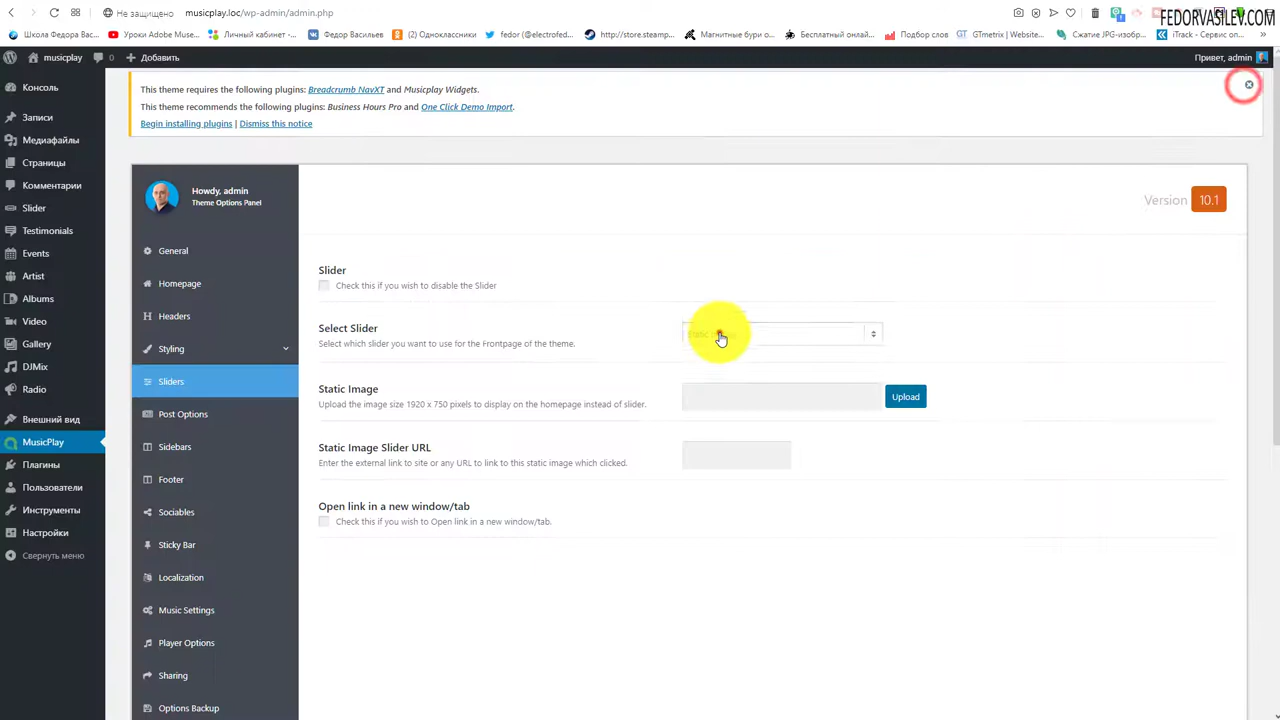 Не защищено
musicplay.loc/wp-admin/admin.php
FEDORVASILEV.COM
Школа Федора Вас...
Уроки Adobe Muse...
Личный кабинет -...
Федор Васильев
(2) Одноклассники
fedor (@electrofed...
http://store.steamp...
Магнитные бури о...
Бесплатный онлай...
Подбор слов
GTmetrix | Website...
Сжатие JPG-изобр...
iTrack - Сервис оп...
musicplay
0
Добавить
Привет, admin
Консоль
Записи
Медиафайлы
Страницы
Комментарии
Slider
Testimonials
Events
Artist
Albums
Video
Gallery
DJMix
Radio
Внешний вид
MusicPlay
Плагины
Пользователи
Инструменты
Настройки
Свернуть меню
This theme requires the following plugins: Breadcrumb NavXT and Musicplay Widgets.
This theme recommends the following plugins: Business Hours Pro and One Click Demo Import.
Begin installing plugins | Dismiss this notice
Howdy, admin
Theme Options Panel
General
Homepage
Headers
Styling
Sliders
Post Options
Sidebars
Footer
Sociables
Sticky Bar
Localization
Music Settings
Player Options
Sharing
Options Backup
Version 10.1
Slider
Check this if you wish to disable the Slider
Select Slider
Select which slider you want to use for the Frontpage of the theme.
Static Image
Upload the image size 1920 x 750 pixels to display on the homepage instead of slider.
Upload
Static Image Slider URL
Enter the external link to site or any URL to link to this static image which clicked.
Open link in a new window/tab
Check this if you wish to Open link in a new window/tab.